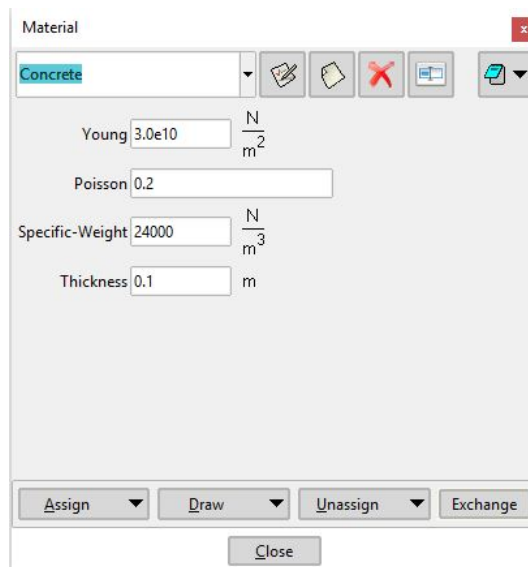 Material
x
Concrete
Young 3.0e10 N/m²
Poisson 0.2
Specific-Weight 24000 N/m³
Thickness 0.1 m
Assign Draw Unassign Exchange
Close